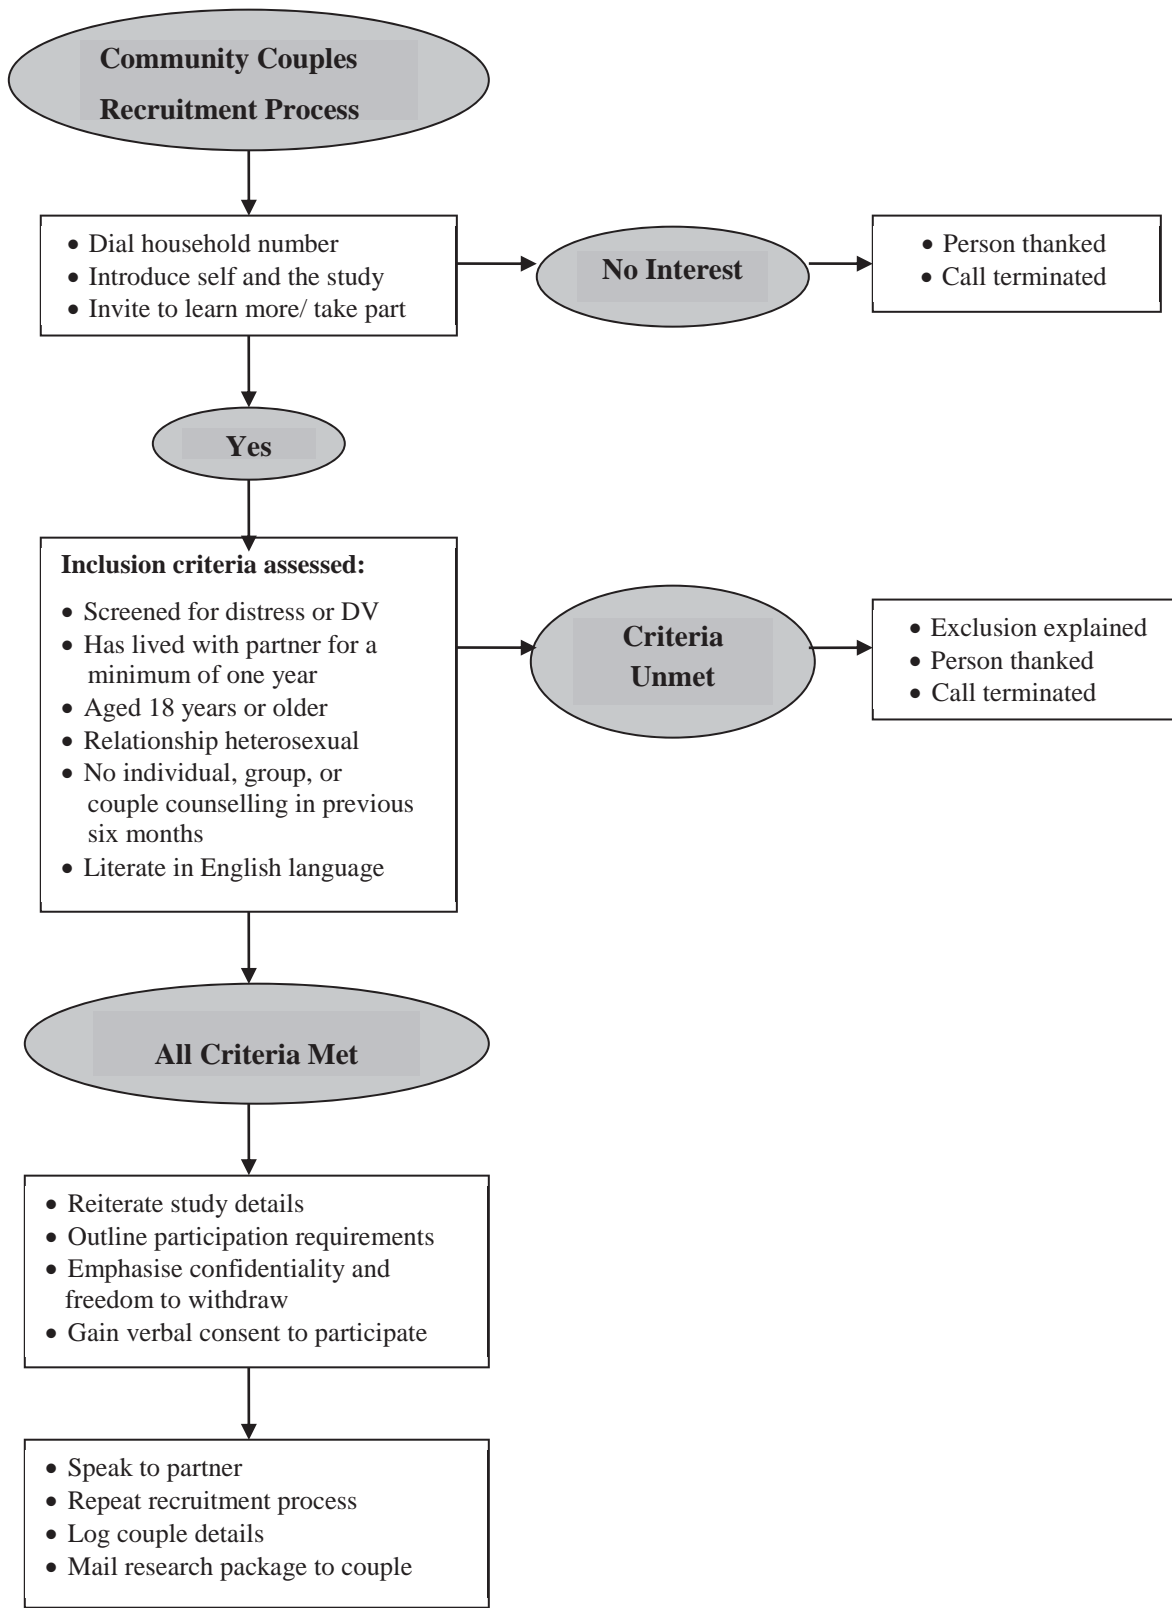 Community Couples
Recruitment Process
• Dial household number
• Introduce self and the study
• Invite to learn more/ take part
No Interest
• Person thanked
• Call terminated
Yes
Inclusion criteria assessed:
• Screened for distress or DV
• Has lived with partner for a
minimum of one year
• Aged 18 years or older
• Relationship heterosexual
• No individual, group, or
couple counselling in previous
six months
• Literate in English language
Criteria
Unmet
• Exclusion explained
• Person thanked
• Call terminated
All Criteria Met
• Reiterate study details
• Outline participation requirements
• Emphasise confidentiality and
freedom to withdraw
• Gain verbal consent to participate
• Speak to partner
• Repeat recruitment process
• Log couple details
• Mail research package to couple